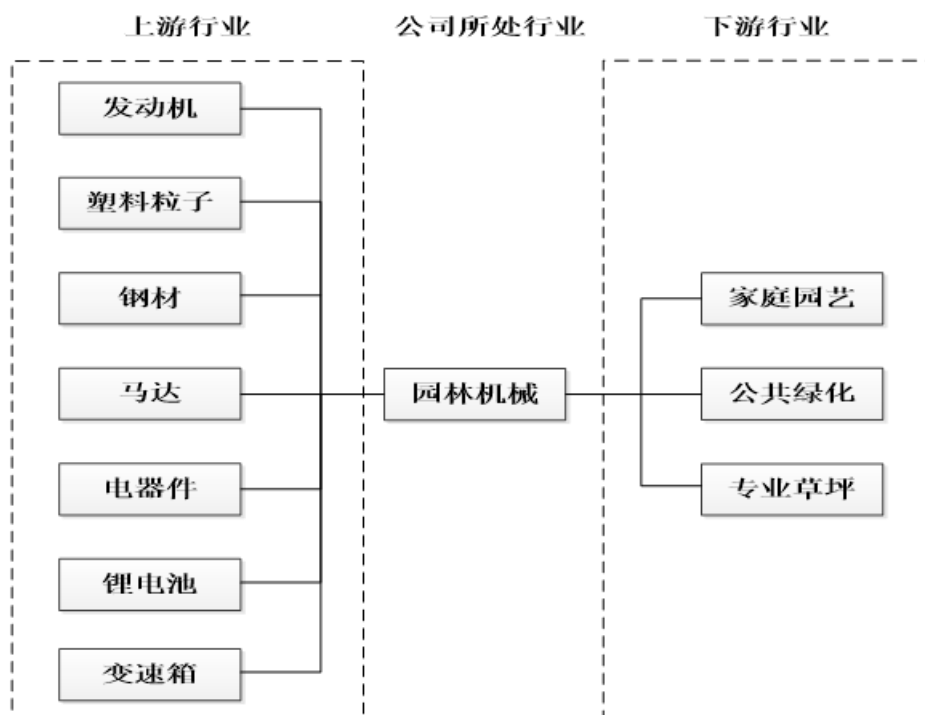 上游行业
公司所处行业
下游行业
发动机
塑料粒子
钢材
马达
电器件
锂电池
变速箱
园林机械
家庭园艺
公共绿化
专业草坪